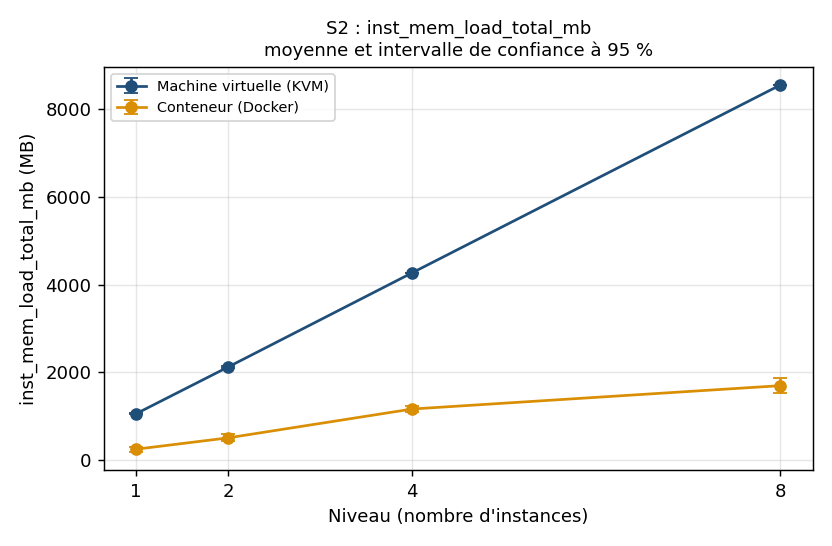 S2 : inst_mem_load_total_mb
moyenne et intervalle de confiance à 95 %
Machine virtuelle (KVM)
Conteneur (Docker)
inst_mem_load_total_mb (MB)
8000
6000
4000
2000
0
1
2
4
8
Niveau (nombre d'instances)